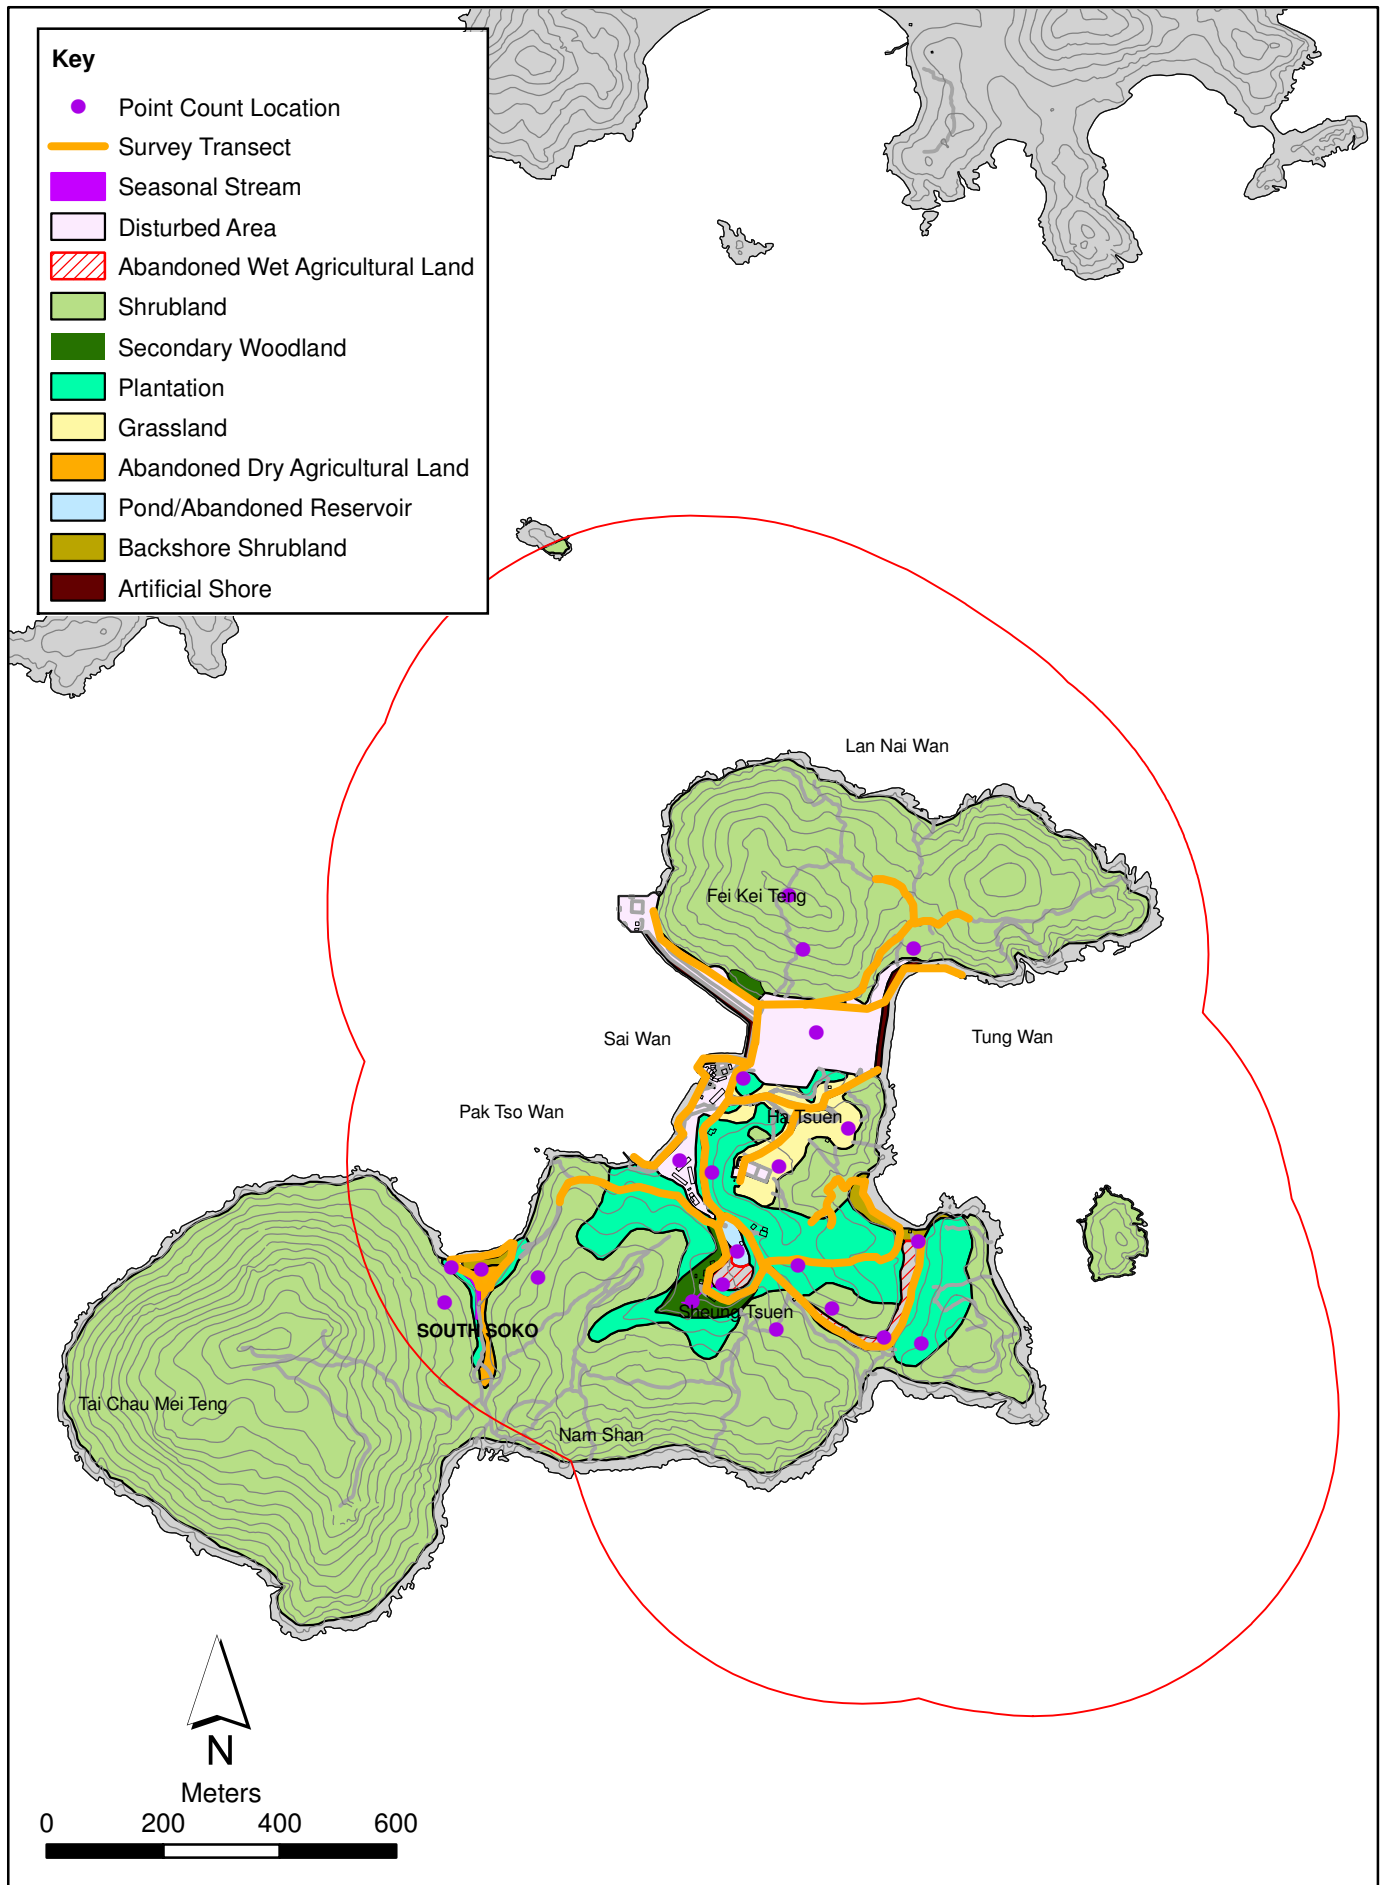 Key
Point Count Location
Survey Transect
Seasonal Stream
Disturbed Area
Abandoned Wet Agricultural Land
Shrubland
Secondary Woodland
Plantation
Grassland
Abandoned Dry Agricultural Land
Pond/Abandoned Reservoir
Backshore Shrubland
Artificial Shore
Lan Nai Wan
Fei Kei Teng
Sai Wan
Tung Wan
Pak Tso Wan
Ha Tsuen
Sheung Tsuen
SOUTH SOKO
Tai Chau Mei Teng
Nam Shan
N
Meters
0 200 400 600